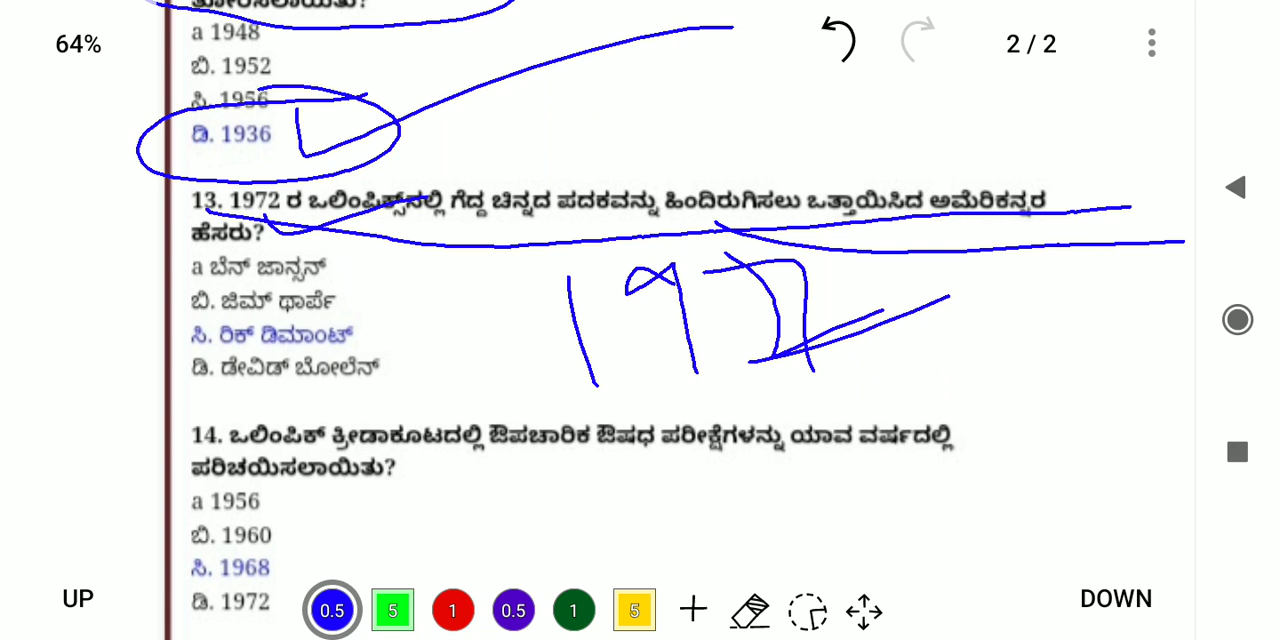 64%
2 / 2
a 1948
ಬಿ. 1952
ಸಿ. 1956
ಡಿ. 1936
13. 1972 ರ ಒಲಿಂಪಿಕ್ಸ್‌ನಲ್ಲಿ ಗೆದ್ದ ಚಿನ್ನದ ಪದಕವನ್ನು ಹಿಂದಿರುಗಿಸಲು ಒತ್ತಾಯಿಸಿದ ಅಮೆರಿಕನ್ನರ
ಹೆಸರು?
a ಬೆನ್ ಜಾನ್ಸನ್
ಬಿ. ಜಿಮ್ ಥಾರ್ಪೆ
ಸಿ. ರಿಕ್ ಡಿಮಾಂಟ್
ಡಿ. ಡೇವಿಡ್ ಬೋಲೆನ್
14. ಒಲಿಂಪಿಕ್ ಕ್ರೀಡಾಕೂಟದಲ್ಲಿ ಔಪಚಾರಿಕ ಔಷಧ ಪರೀಕ್ಷೆಗಳನ್ನು ಯಾವ ವರ್ಷದಲ್ಲಿ
ಪರಿಚಯಿಸಲಾಯಿತು?
a 1956
ಬಿ. 1960
ಸಿ. 1968
ಡಿ. 1972
UP
0.5 5 1 0.5 1 5
DOWN